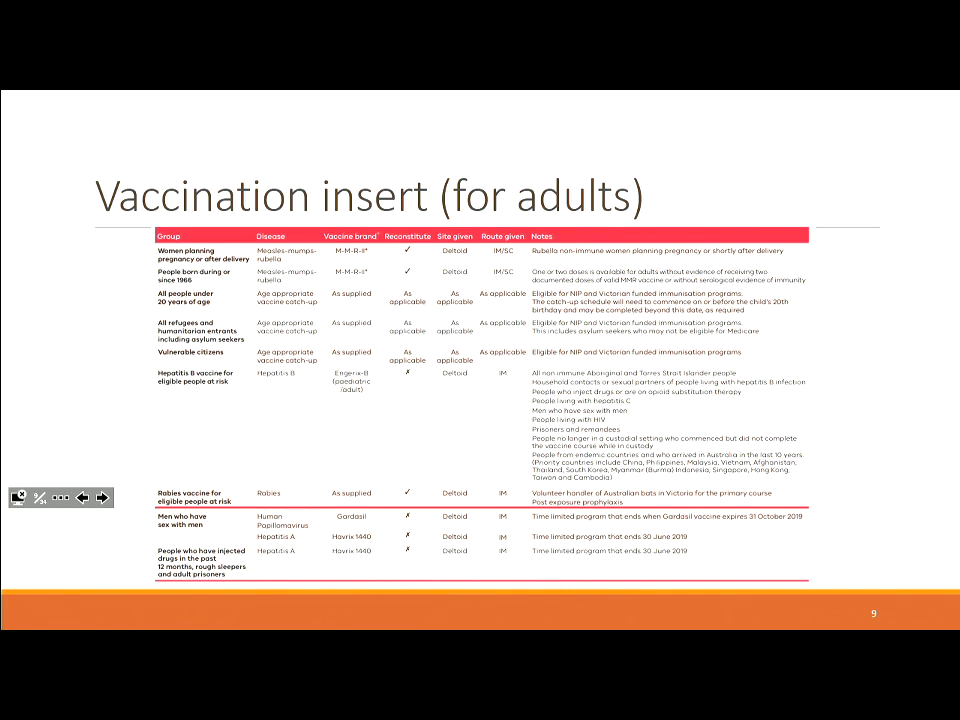 Vaccination insert (for adults)
Group Disease Vaccine brand+ Reconstitute Site given Route given Notes
Women planning pregnancy or after delivery Measles-mumps-rubella M-M-R-II* ✓ Deltoid IM/SC Rubella non-immune women planning pregnancy or shortly after delivery
People born during or since 1966 Measles-mumps-rubella M-M-R-II* ✓ Deltoid IM/SC One or two doses is available for adults without evidence of receiving two
documented doses of valid MMR vaccine or without serological evidence of immunity
All people under 20 years of age Age appropriate vaccine catch-up As supplied As applicable As applicable As applicable Eligible for NIP and Victorian funded immunisation programs.
The catch-up schedule will need to commence on or before the child's 20th
birthday and may be completed beyond this date, as required
All refugees and humanitarian entrants including asylum seekers Age appropriate vaccine catch-up As supplied As applicable As applicable As applicable Eligible for NIP and Victorian funded immunisation programs.
This includes asylum seekers who may not be eligible for Medicare
Vulnerable citizens Age appropriate vaccine catch-up As supplied As applicable As applicable As applicable Eligible for NIP and Victorian funded immunisation programs
Hepatitis B vaccine for eligible people at risk Hepatitis B Engerix-B (paediatric /adult) ✗ Deltoid IM All non immune Aboriginal and Torres Strait Islander people
Household contacts or sexual partners of people living with hepatitis B infection
People who inject drugs or are on opioid substitution therapy
People living with hepatitis C
Men who have sex with men
People living with HIV
Prisoners and remandees
People no longer in a custodial setting who commenced but did not complete
the vaccine course while in custody
People from endemic countries and who arrived in Australia in the last 10 years.
(Priority countries include China, Philippines, Malaysia, Vietnam, Afghanistan,
Thailand, South Korea, Myanmar (Burma) Indonesia, Singapore, Hong Kong,
Taiwan and Cambodia)
Rabies vaccine for eligible people at risk Rabies As supplied ✓ Deltoid IM Volunteer handler of Australian bats in Victoria for the primary course
Post exposure prophylaxis
Men who have sex with men Human Papillomavirus Gardasil ✗ Deltoid IM Time limited program that ends when Gardasil vaccine expires 31 October 2019
Hepatitis A Havrix 1440 ✗ Deltoid IM Time limited program that ends 30 June 2019
People who have injected drugs in the past 12 months, rough sleepers and adult prisoners Hepatitis A Havrix 1440 ✗ Deltoid IM Time limited program that ends 30 June 2019
9